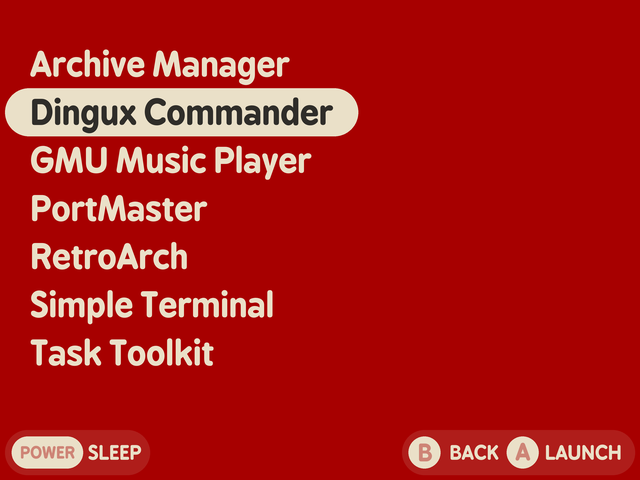 Archive Manager
Dingux Commander
GMU Music Player
PortMaster
RetroArch
Simple Terminal
Task Toolkit
POWER SLEEP
B BACK A LAUNCH